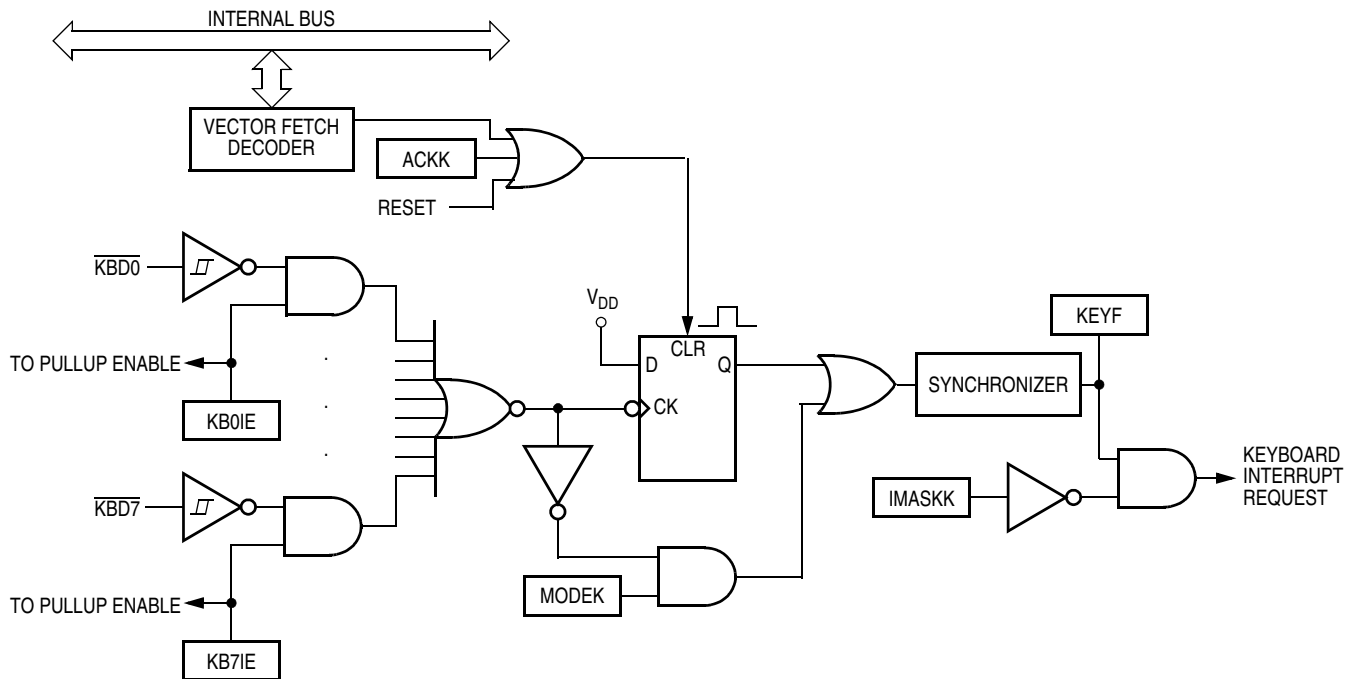 INTERNAL BUS
VECTOR FETCH
DECODER
ACKK
RESET
KBD0
V_DD
KEYF
CLR
D
Q
TO PULLUP ENABLE
SYNCHRONIZER
CK
KB0IE
KEYBOARD
INTERRUPT
REQUEST
KBD7
IMASKK
MODEK
TO PULLUP ENABLE
KB7IE